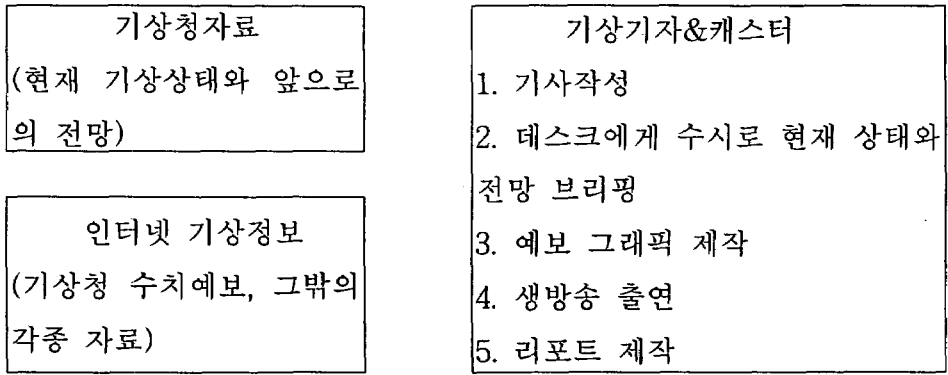 기상청자료
(현재 기상상태와 앞으로
의 전망)
인터넷 기상정보
(기상청 수치예보, 그밖의
각종 자료)
기상기자&캐스터
1. 기사작성
2. 데스크에게 수시로 현재 상태와
전망 브리핑
3. 예보 그래픽 제작
4. 생방송 출연
5. 리포트 제작